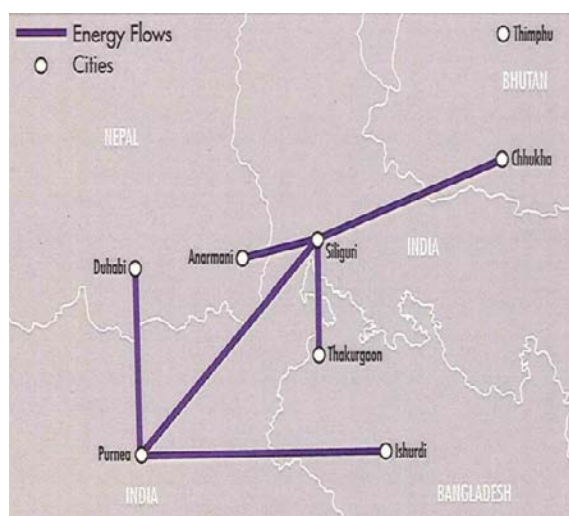 Energy Flows
Cities
Thimphu
BHUTAN
NEPAL
Chhukha
Siliguri
INDIA
Anarmani
Duhabi
Thakurgaon
Purnea
Ishurdi
INDIA
BANGLADESH